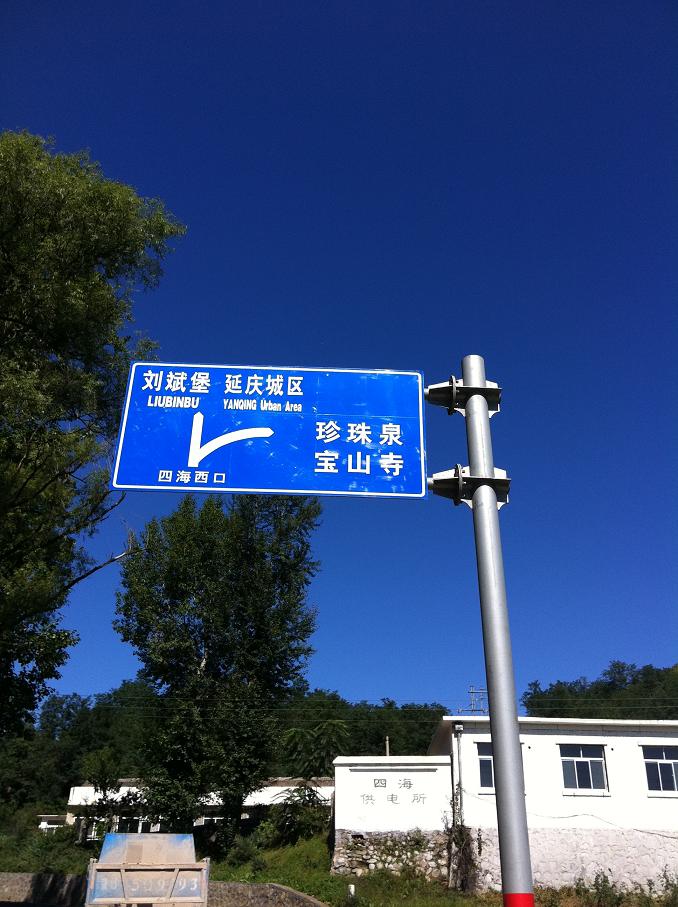 刘斌堡 延庆城区
LIUBINBU YANQING Urban Area
珍珠泉
宝山寺
四海西口
四海
供电所